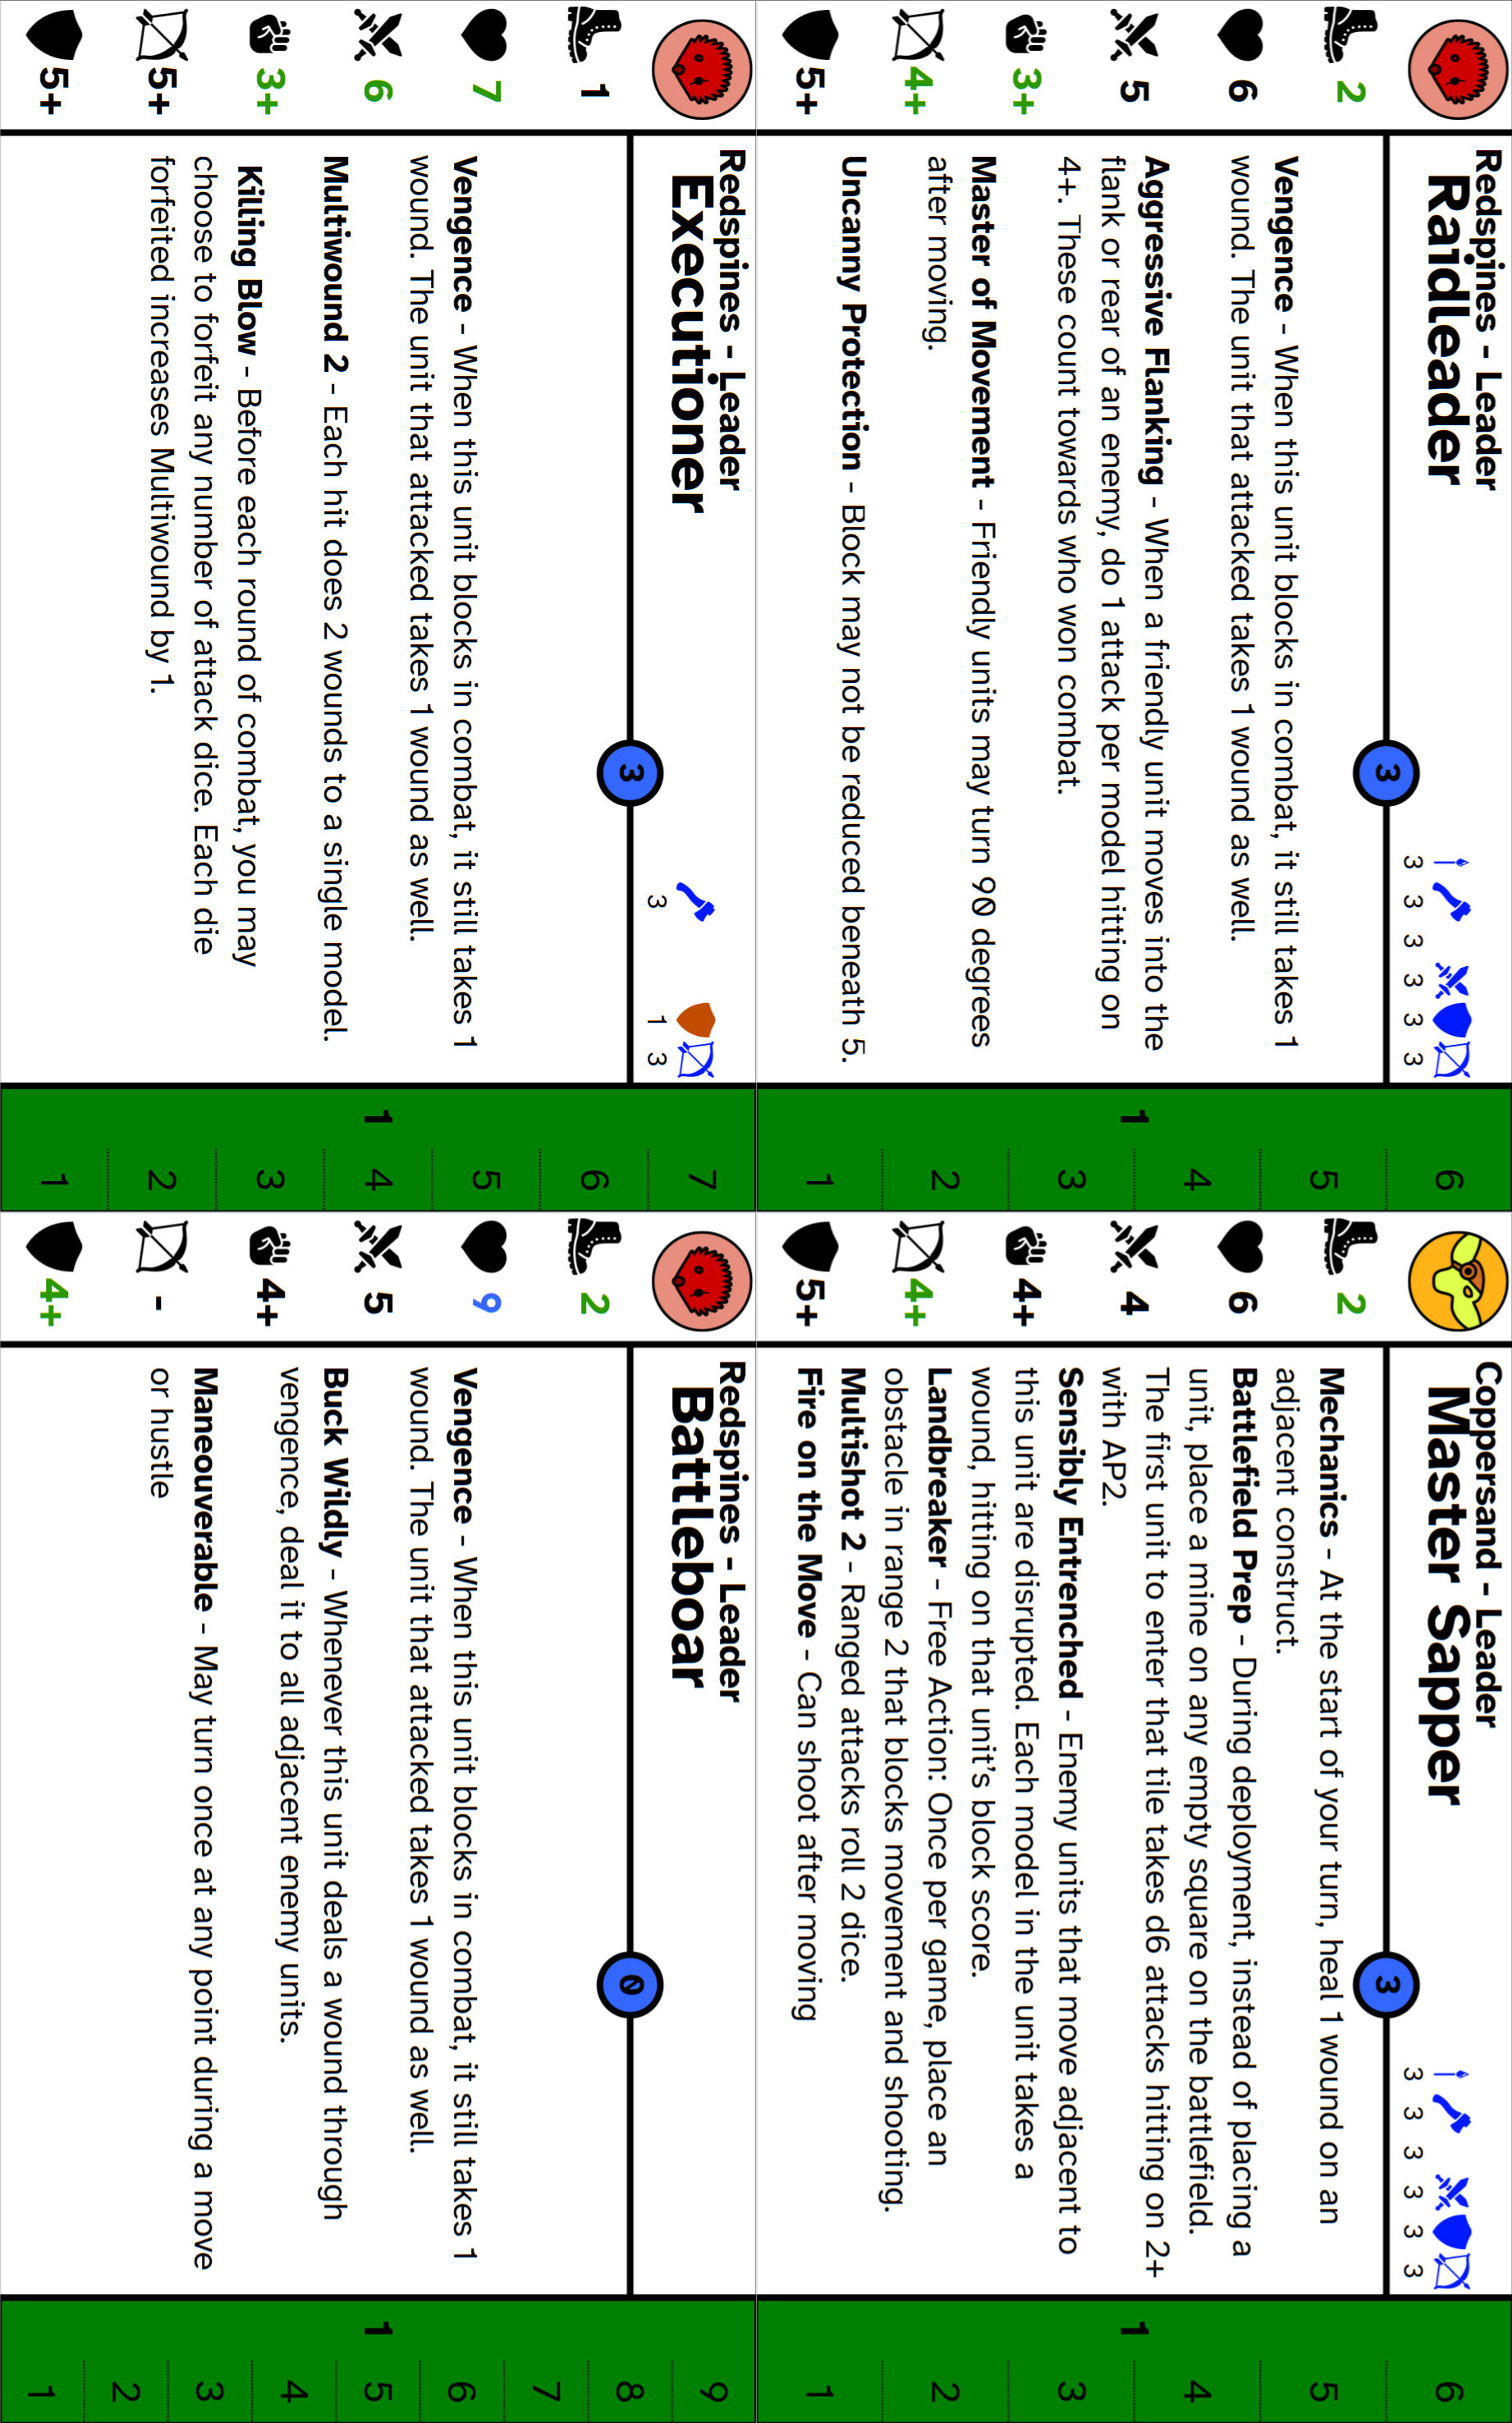 Redspines - Leader
Raidleader
2
6
5
3+
4+
5+
3
3 3 3 3 3 3
Vengence - When this unit blocks in combat, it still takes 1
wound. The unit that attacked takes 1 wound as well.
Aggressive Flanking - When a friendly unit moves into the
flank or rear of an enemy, do 1 attack per model hitting on
4+. These count towards who won combat.
Master of Movement - Friendly units may turn 90 degrees
after moving.
Uncanny Protection - Block may not be reduced beneath 5.
1
6
5
4
3
2
1
Coppersand - Leader
Master Sapper
2
6
4
4+
4+
5+
3
3 3 3 3 3 3
Mechanics - At the start of your turn, heal 1 wound on an
adjacent construct.
Battlefield Prep - During deployment, instead of placing a
unit, place a mine on any empty square on the battlefield.
The first unit to enter that tile takes d6 attacks hitting on 2+
with AP2.
Sensibly Entrenched - Enemy units that move adjacent to
this unit are disrupted. Each model in the unit takes a
wound, hitting on that unit's block score.
Landbreaker - Free Action: Once per game, place an
obstacle in range 2 that blocks movement and shooting.
Multishot 2 - Ranged attacks roll 2 dice.
Fire on the Move - Can shoot after moving
1
6
5
4
3
2
1
Redspines - Leader
Executioner
1
7
6
3+
5+
5+
3
3 1 3
Vengence - When this unit blocks in combat, it still takes 1
wound. The unit that attacked takes 1 wound as well.
Multiwound 2 - Each hit does 2 wounds to a single model.
Killing Blow - Before each round of combat, you may
choose to forfeit any number of attack dice. Each die
forfeited increases Multiwound by 1.
1
7
6
5
4
3
2
1
Redspines - Leader
Battleboar
2
9
5
4+
-
4+
0
Vengence - When this unit blocks in combat, it still takes 1
wound. The unit that attacked takes 1 wound as well.
Buck Wildly - Whenever this unit deals a wound through
vengence, deal it to all adjacent enemy units.
Maneouverable - May turn once at any point during a move
or hustle
1
9
8
7
6
5
4
3
2
1